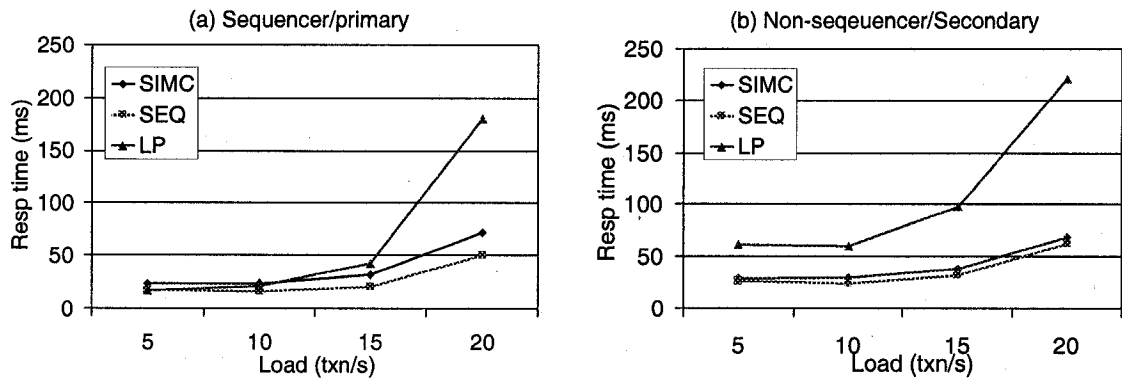 (a) Sequencer/primary
250
200
150
100
50
0
Resp time (ms)
SIMC
SEQ
LP
5 10 15 20
Load (txn/s)
(b) Non-seqeuencer/Secondary
250
200
150
100
50
0
Resp time (ms)
SIMC
SEQ
LP
5 10 15 20
Load (txn/s)